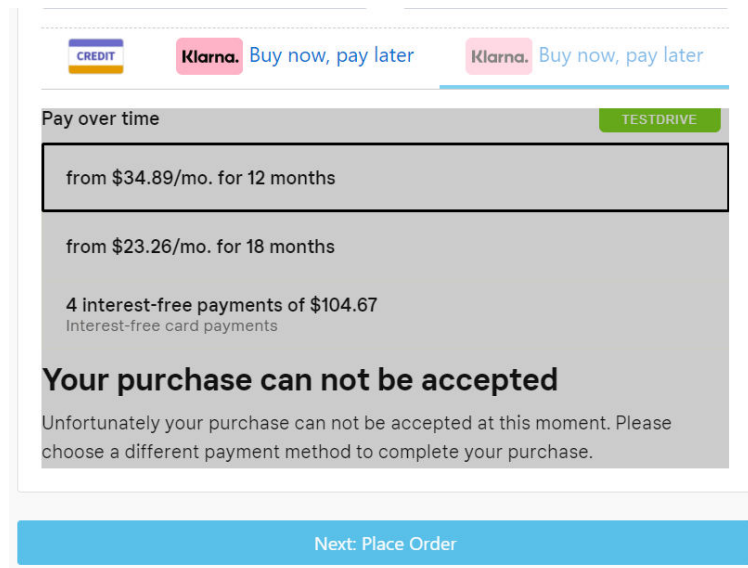 CREDIT Klarna. Buy now, pay later Klarna. Buy now, pay later
Pay over time TESTDRIVE
from $34.89/mo. for 12 months
from $23.26/mo. for 18 months
4 interest-free payments of $104.67
Interest-free card payments
Your purchase can not be accepted
Unfortunately your purchase can not be accepted at this moment. Please
choose a different payment method to complete your purchase.
Next: Place Order